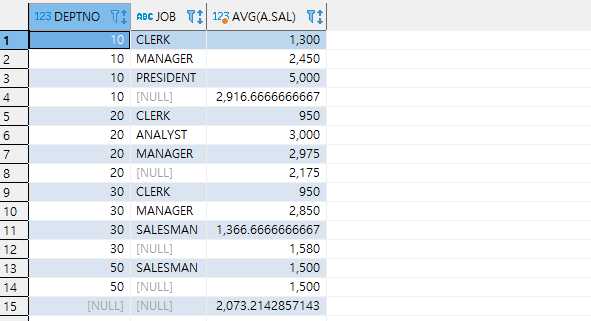 123 DEPTNO ABC JOB 123 AVG(A.SAL)
1 10 CLERK 1,300
2 10 MANAGER 2,450
3 10 PRESIDENT 5,000
4 10 [NULL] 2,916.6666666667
5 20 CLERK 950
6 20 ANALYST 3,000
7 20 MANAGER 2,975
8 20 [NULL] 2,175
9 30 CLERK 950
10 30 MANAGER 2,850
11 30 SALESMAN 1,366.6666666667
12 30 [NULL] 1,580
13 50 SALESMAN 1,500
14 50 [NULL] 1,500
15 [NULL] [NULL] 2,073.2142857143